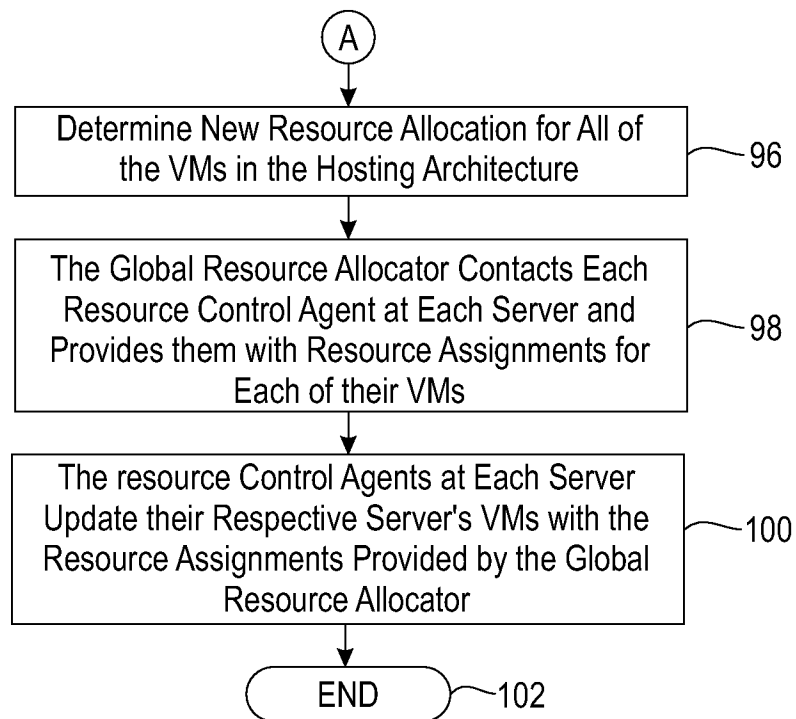 A
Determine New Resource Allocation for All of
the VMs in the Hosting Architecture
96
The Global Resource Allocator Contacts Each
Resource Control Agent at Each Server and
Provides them with Resource Assignments for
Each of their VMs
98
The resource Control Agents at Each Server
Update their Respective Server's VMs with the
Resource Assignments Provided by the Global
Resource Allocator
100
END
102